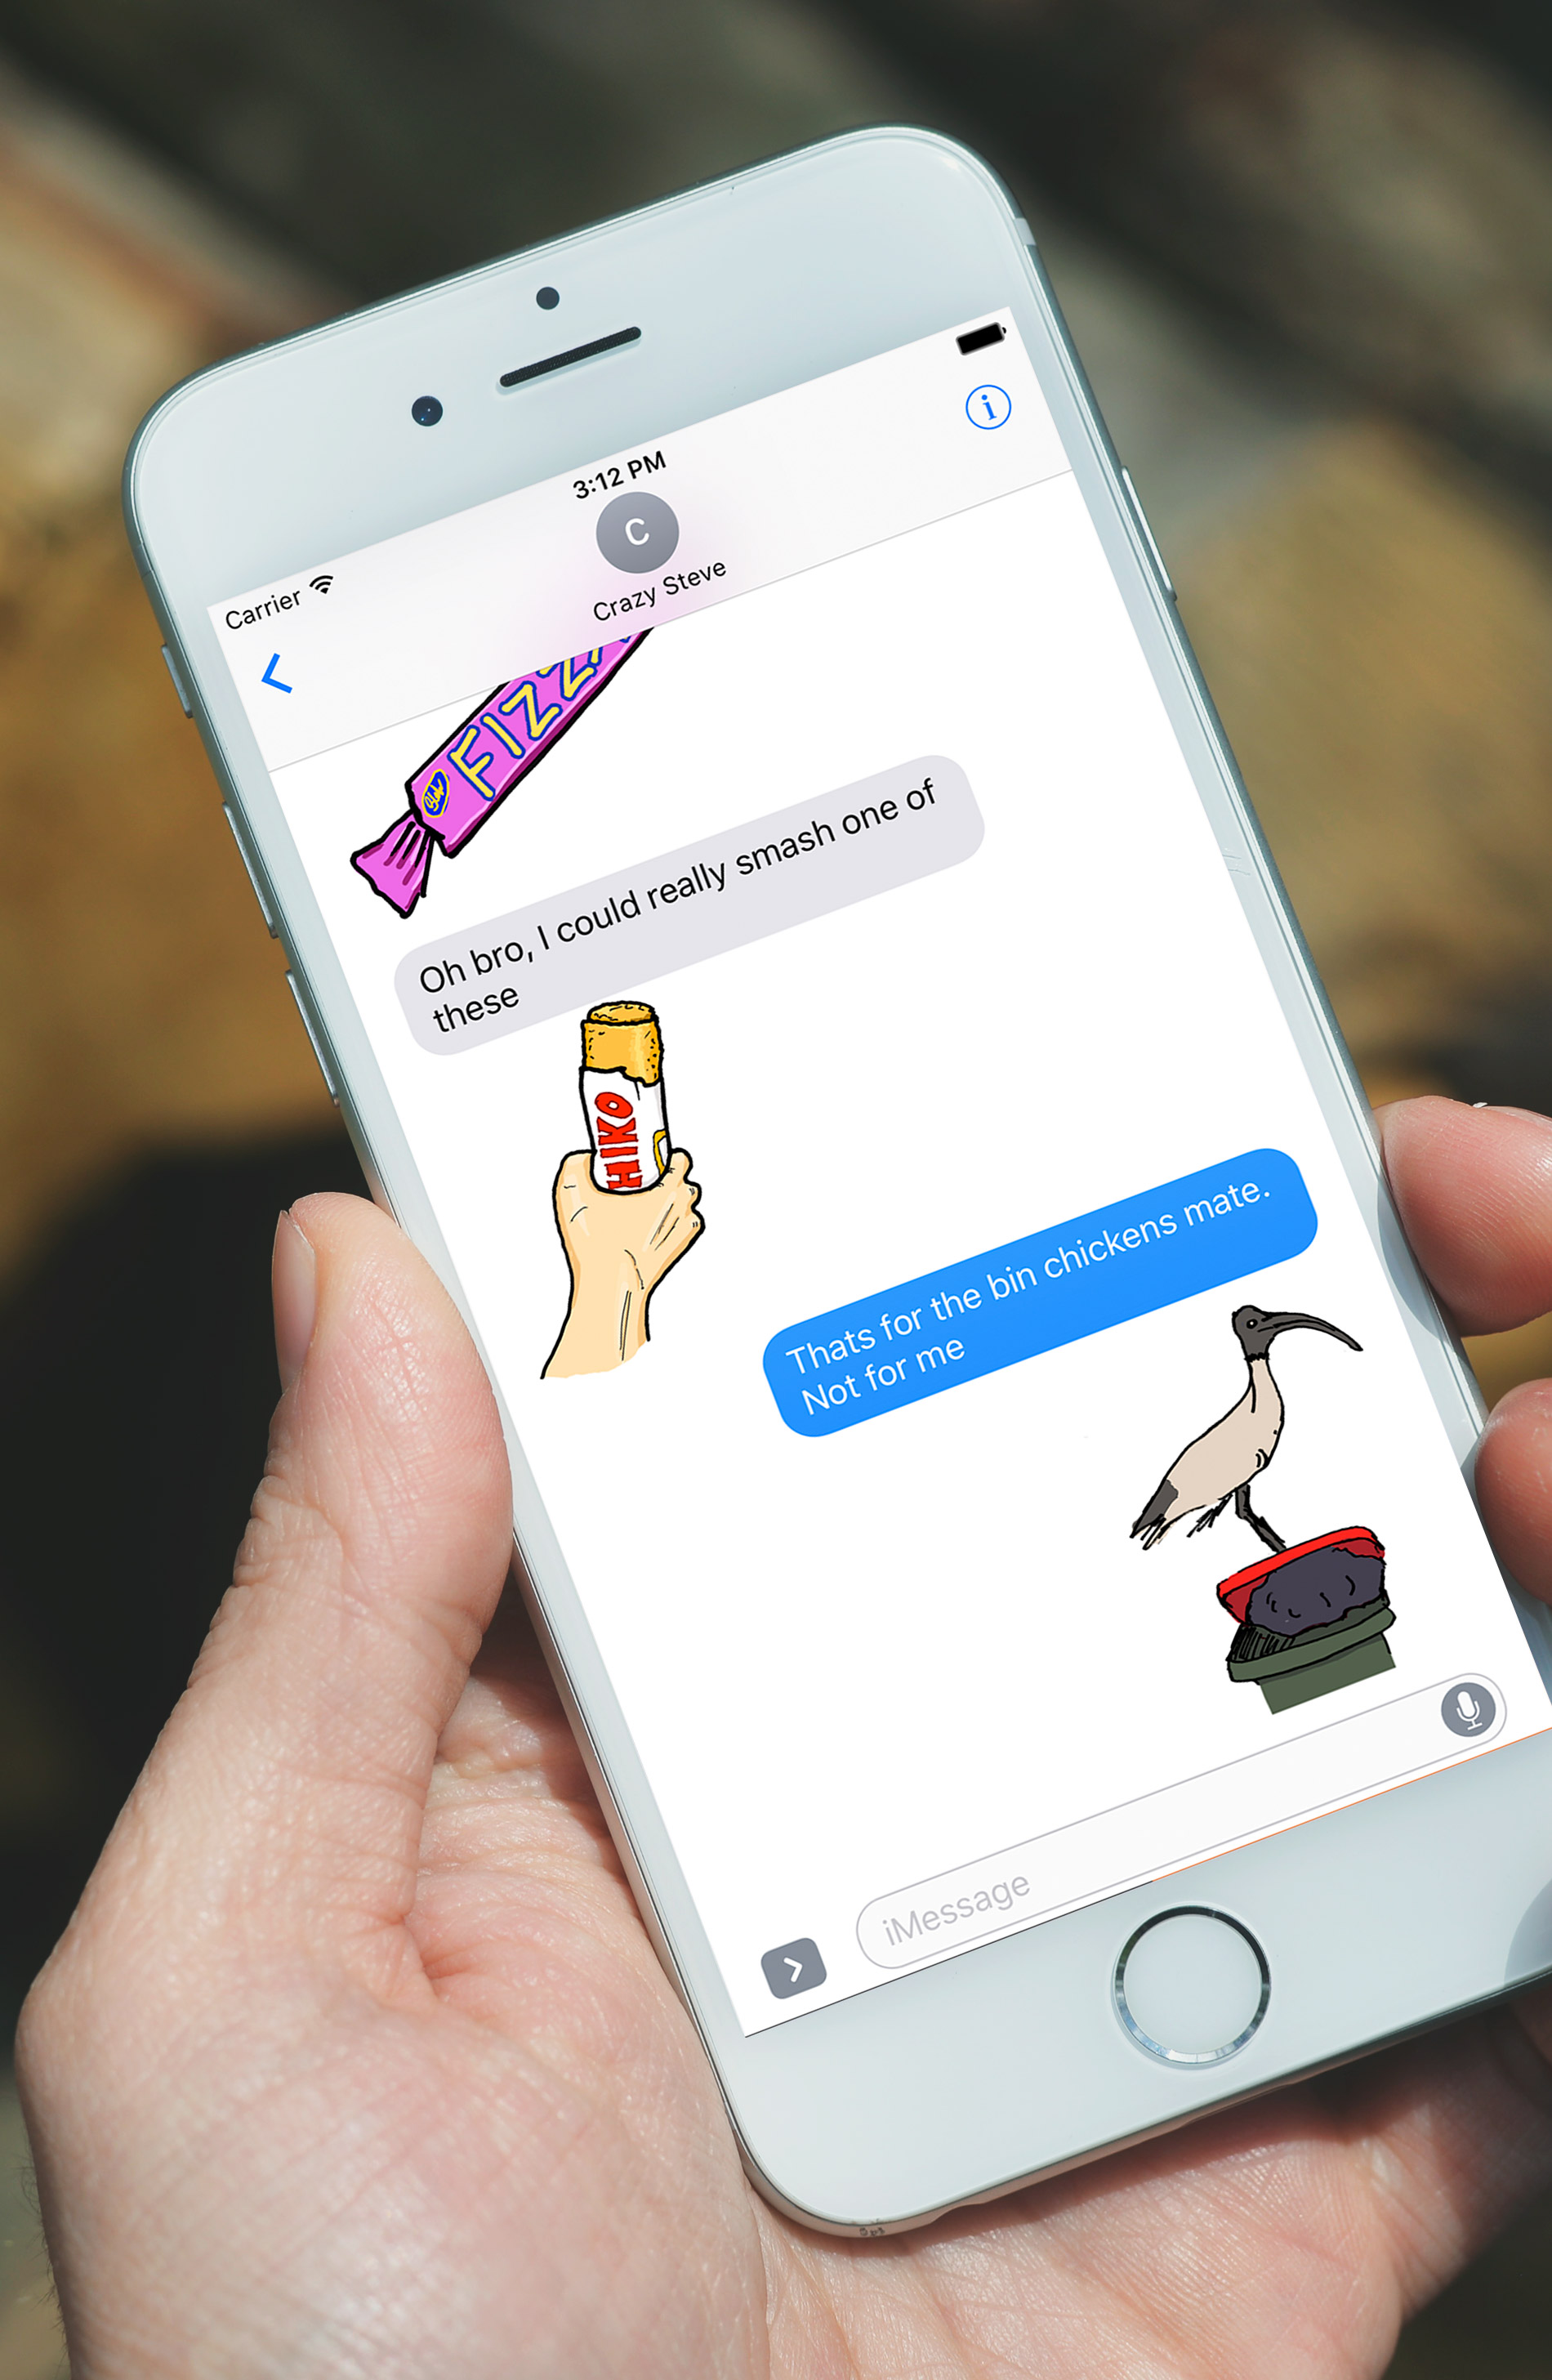 3:12 PM
Carrier
C
Crazy Steve
FIZZ
Oh bro, I could really smash one of
these
HIKO
Thats for the bin chickens mate.
Not for me
iMessage